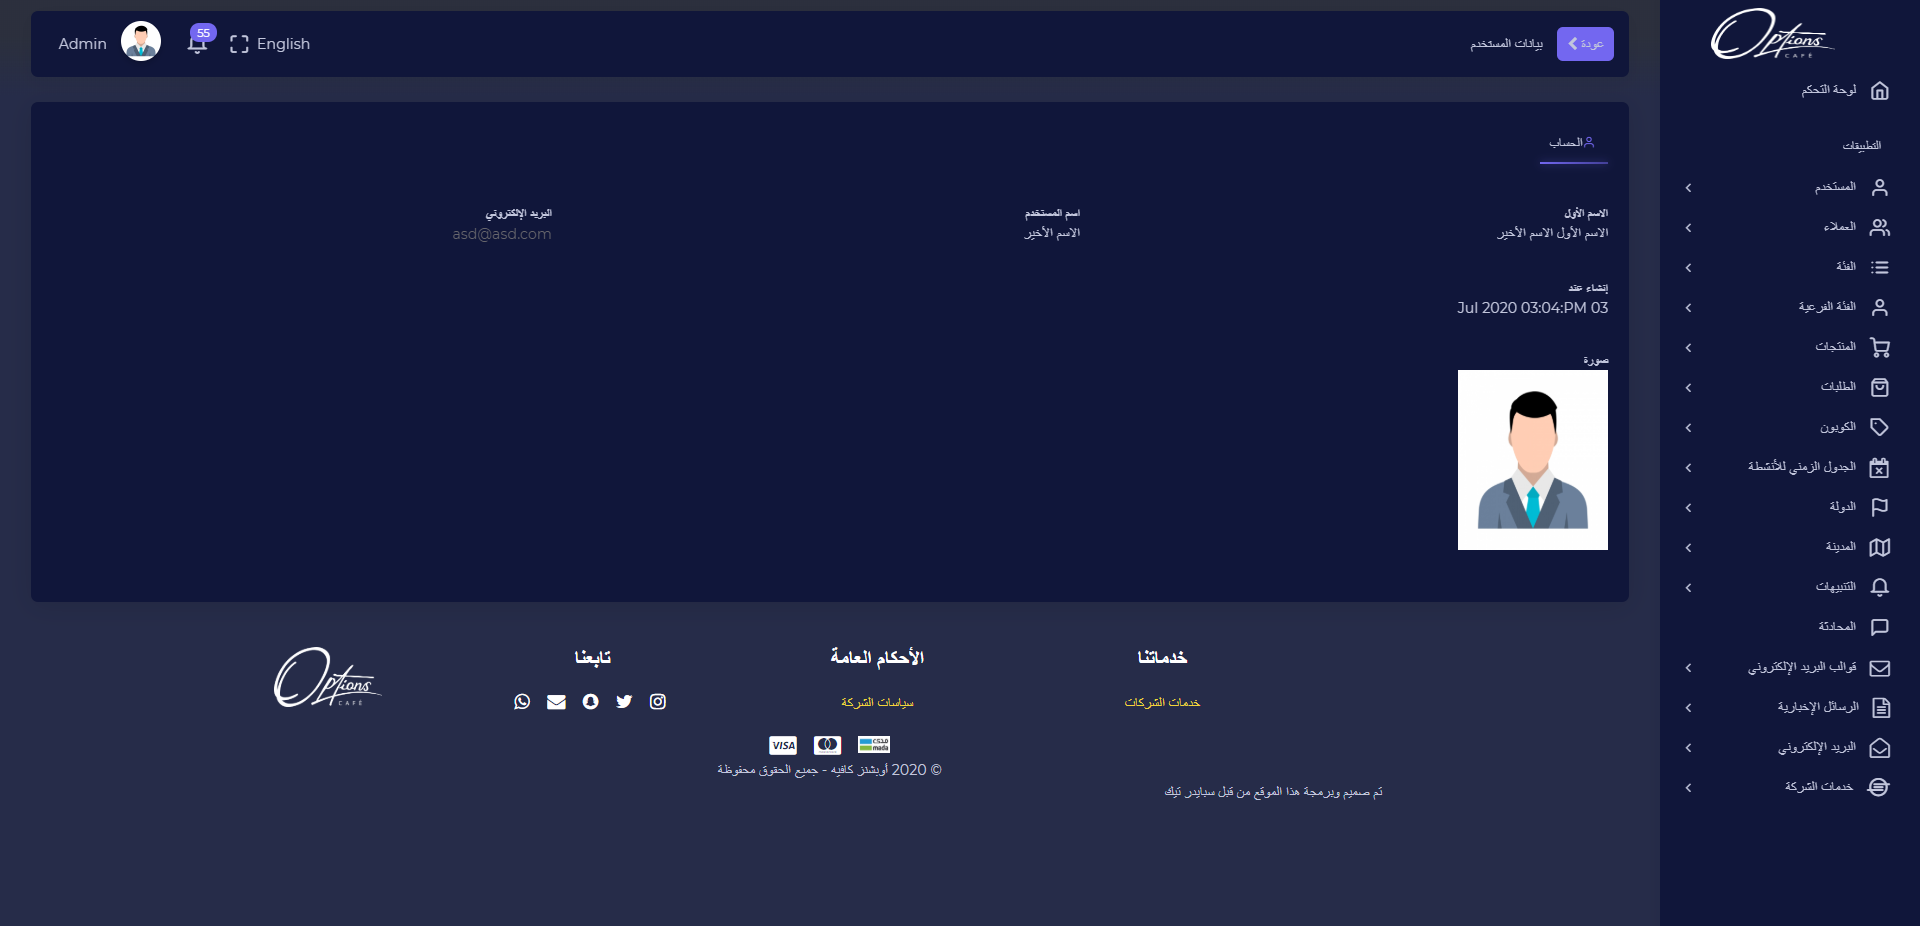 Options
CAFÉ
لوحة التحكم
التطبيقات
المستخدم
العملاء
الفئة
الفئة الفرعية
المنتجات
الطلبات
الكوبون
الجدول الزمني للأنشطة
الدولة
المدينة
التنبيهات
المحادثة
قوالب البريد الإلكتروني
الرسائل الإخبارية
البريد الإلكتروني
خدمات الشركة
عودة
بيانات المستخدم
English
55
Admin
الحساب
الاسم الأول
الاسم الأول الاسم الأخير
اسم المستخدم
الاسم الأخير
البريد الإلكتروني
asd@asd.com
إنشاء عند
Jul 2020 03:04:PM 03
صورة
خدماتنا
خدمات الشركات
الأحكام العامة
سياسات الشركة
تابعنا
Options
CAFÉ
مدى
mada
VISA
© 2020 أوبشنز كافيه - جميع الحقوق محفوظة
تم صميم وبرمجة هذا الموقع من قبل سبايدر تيك